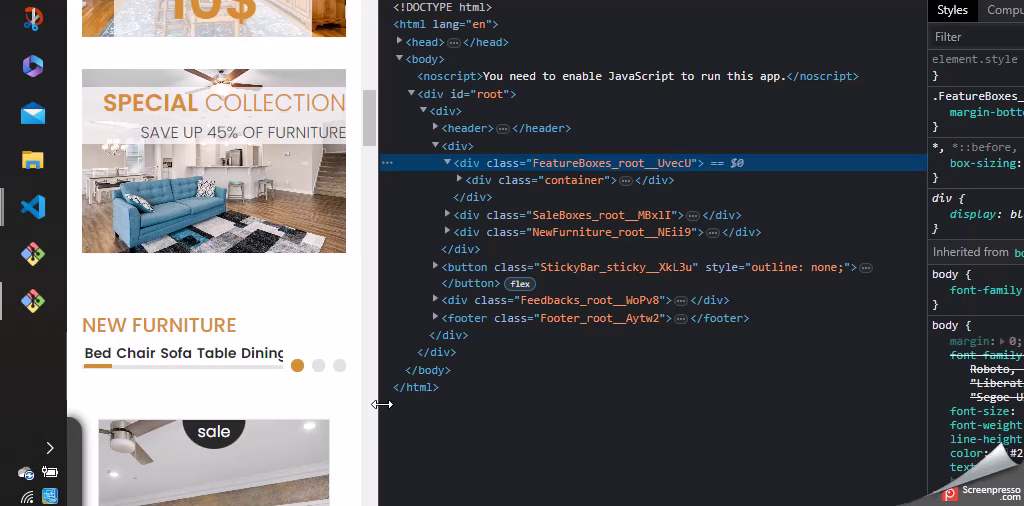 10$
SPECIAL COLLECTION
SAVE UP 45% OF FURNITURE
NEW FURNITURE
Bed Chair Sofa Table Dining
sale
<!DOCTYPE html>
<html lang="en">
<head> … </head>
<body>
<noscript>You need to enable JavaScript to run this app.</noscript>
<div id="root">
<div>
<header> … </header>
<div>
<div class="FeatureBoxes_root__UvecU"> == $0
<div class="container"> … </div>
</div>
<div class="SaleBoxes_root__MBxlI"> … </div>
<div class="NewFurniture_root__NEii9"> … </div>
</div>
<button class="StickyBar_sticky__XkL3u" style="outline: none;"> …
</button> flex
<div class="Feedbacks_root__WoPv8"> … </div>
<footer class="Footer_root__Aytw2"> … </footer>
</div>
</div>
</body>
</html>
Styles Compu
Filter
element.style
}
.FeatureBoxes_
margin-bott
}
*, *::before,
box-sizing:
}
div {
display: bl
}
Inherited from bo
body {
font-family
}
body {
margin: 0;
font-family
Roboto,
"Liberat
"Segoe U
font-size:
font-weight
line-height
color: #2
text
Screenpresso
.com